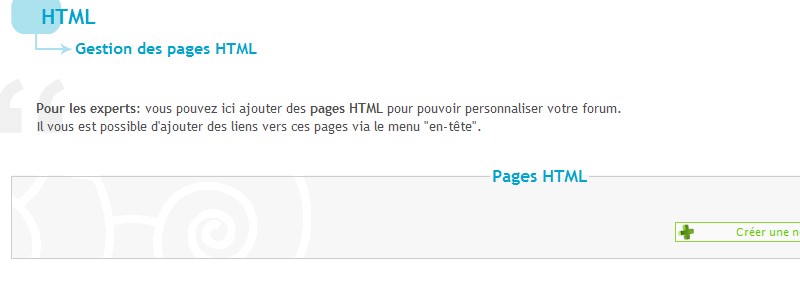 HTML
Gestion des pages HTML
Pour les experts: vous pouvez ici ajouter des pages HTML pour pouvoir personnaliser votre forum.
Il vous est possible d'ajouter des liens vers ces pages via le menu "en-tête".
Pages HTML
Créer une